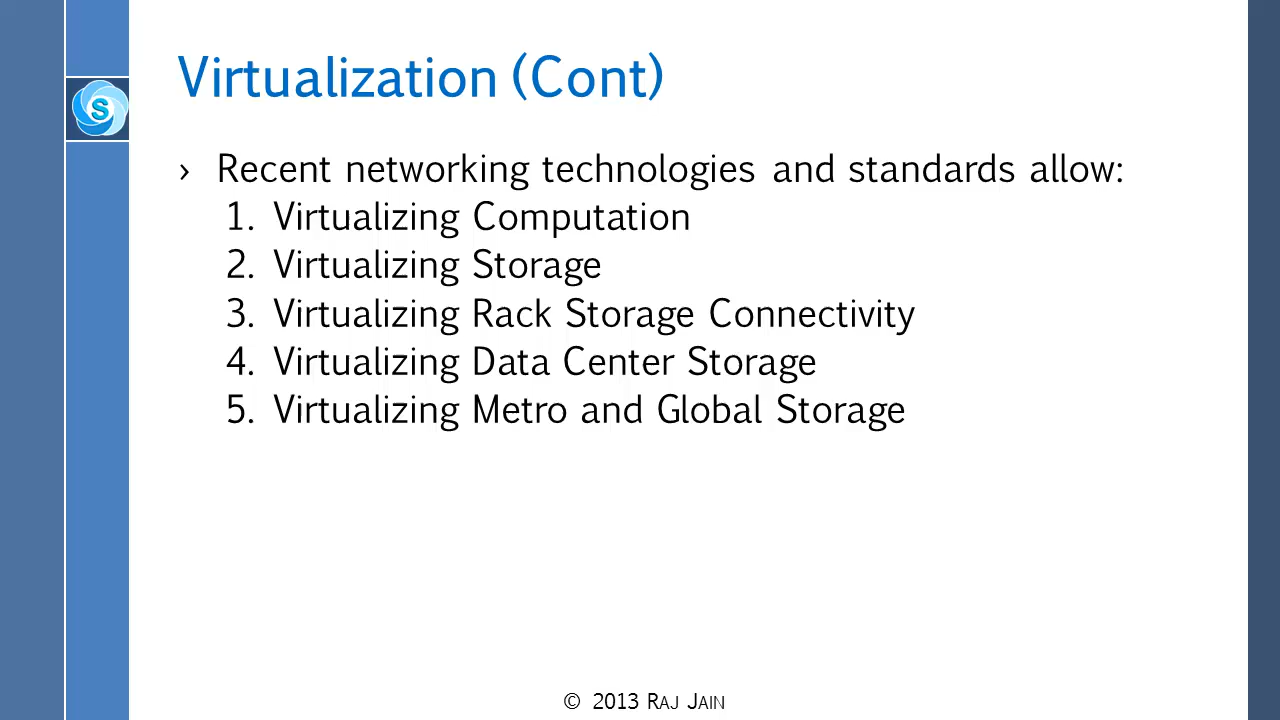 Virtualization (Cont)
S
› Recent networking technologies and standards allow:
1. Virtualizing Computation
2. Virtualizing Storage
3. Virtualizing Rack Storage Connectivity
4. Virtualizing Data Center Storage
5. Virtualizing Metro and Global Storage
© 2013 RAJ JAIN